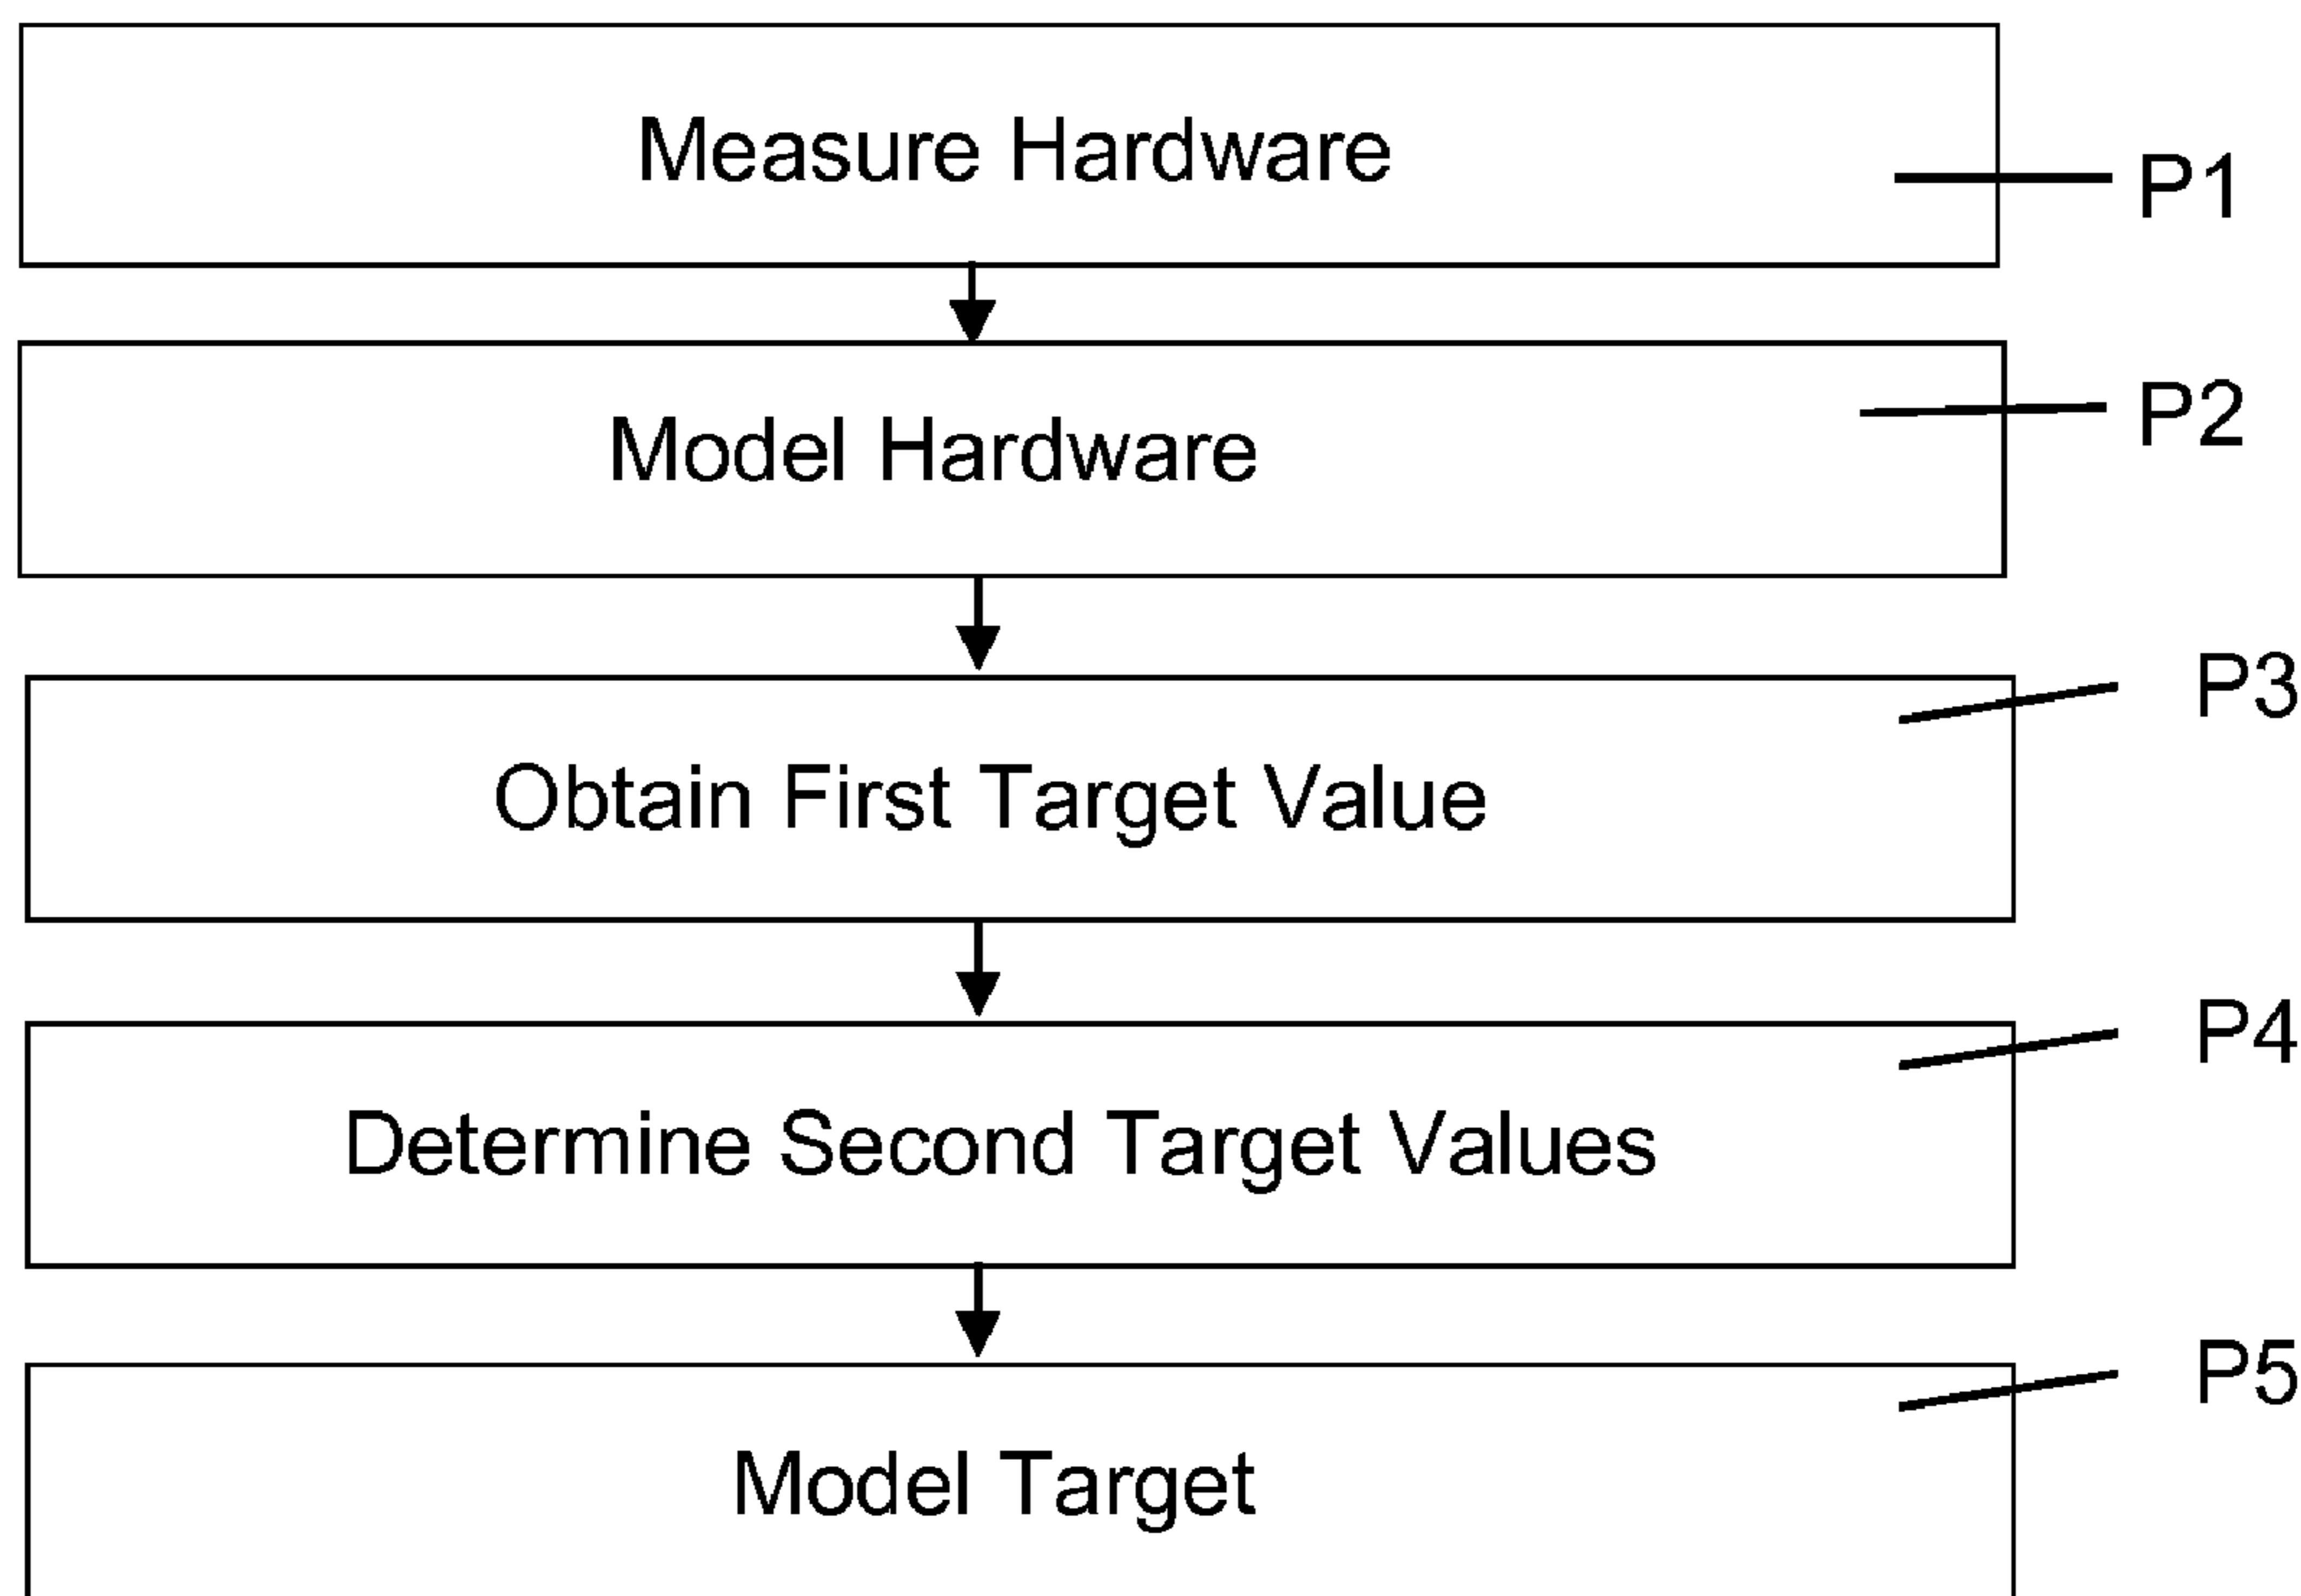 Measure Hardware
P1
Model Hardware
P2
P3
Obtain First Target Value
P4
Determine Second Target Values
P5
Model Target